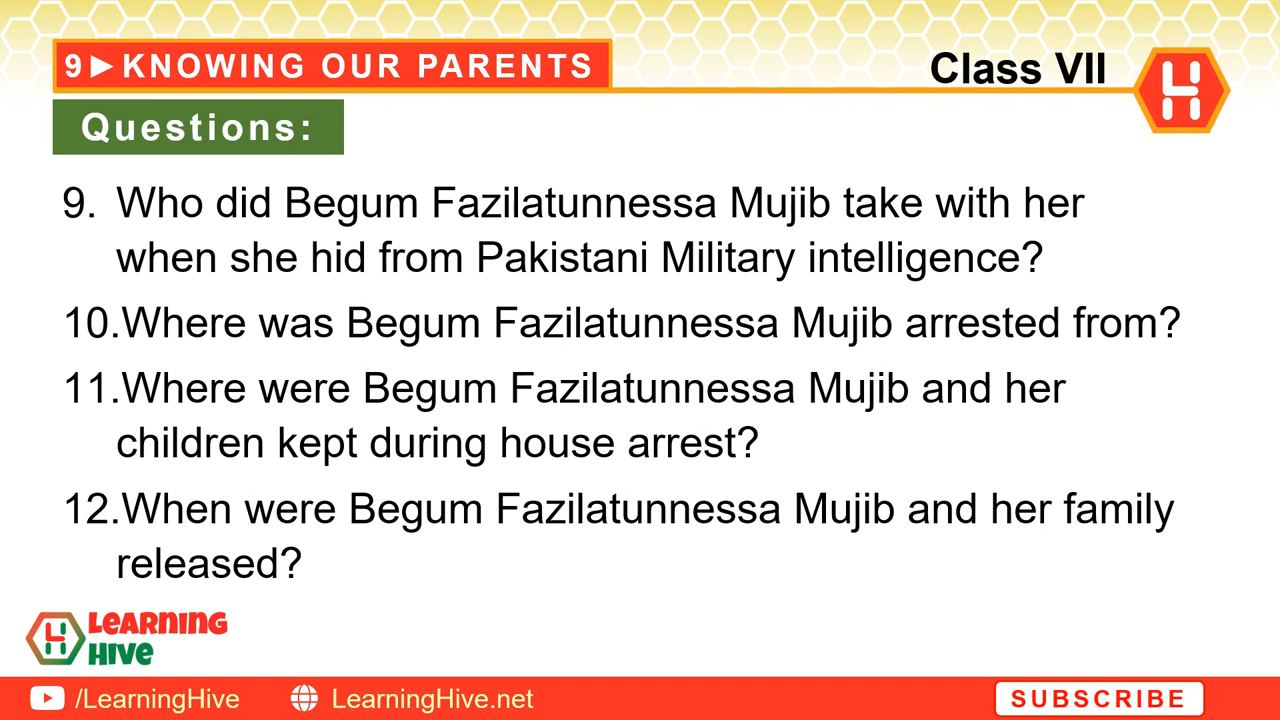 9►KNOWING OUR PARENTS
Class VII
Questions:
9. Who did Begum Fazilatunnessa Mujib take with her
when she hid from Pakistani Military intelligence?
10.Where was Begum Fazilatunnessa Mujib arrested from?
11.Where were Begum Fazilatunnessa Mujib and her
children kept during house arrest?
12.When were Begum Fazilatunnessa Mujib and her family
released?
Learning
Hive
/LearningHive
LearningHive.net
SUBSCRIBE